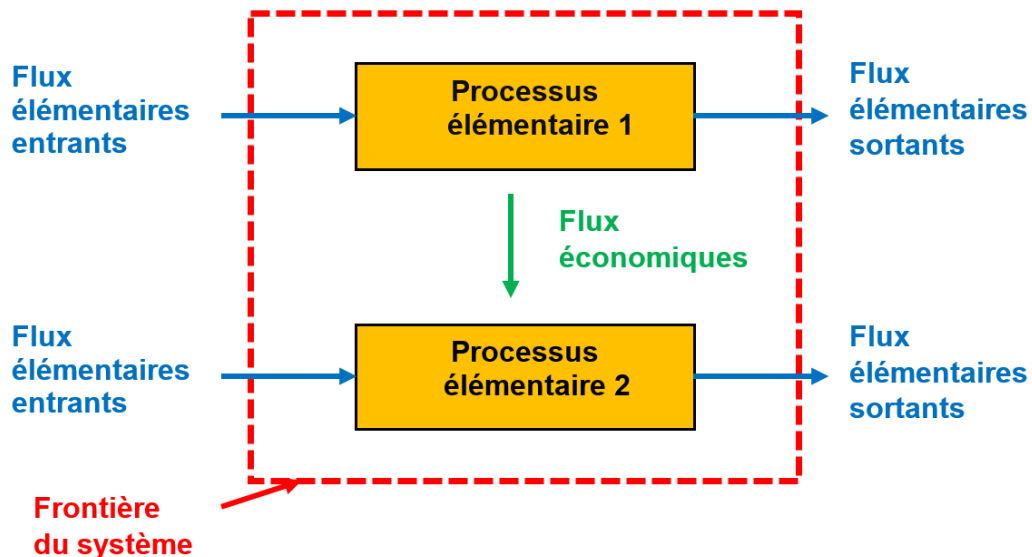 Flux
élémentaires
entrants
Processus
élémentaire 1
Flux
élémentaires
sortants
Flux
économiques
Flux
élémentaires
entrants
Processus
élémentaire 2
Flux
élémentaires
sortants
Frontière
du système